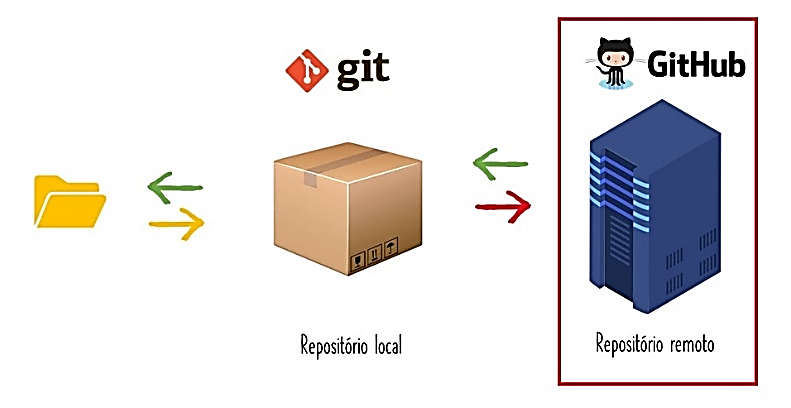 git
GitHub
Repositório local
Repositório remoto